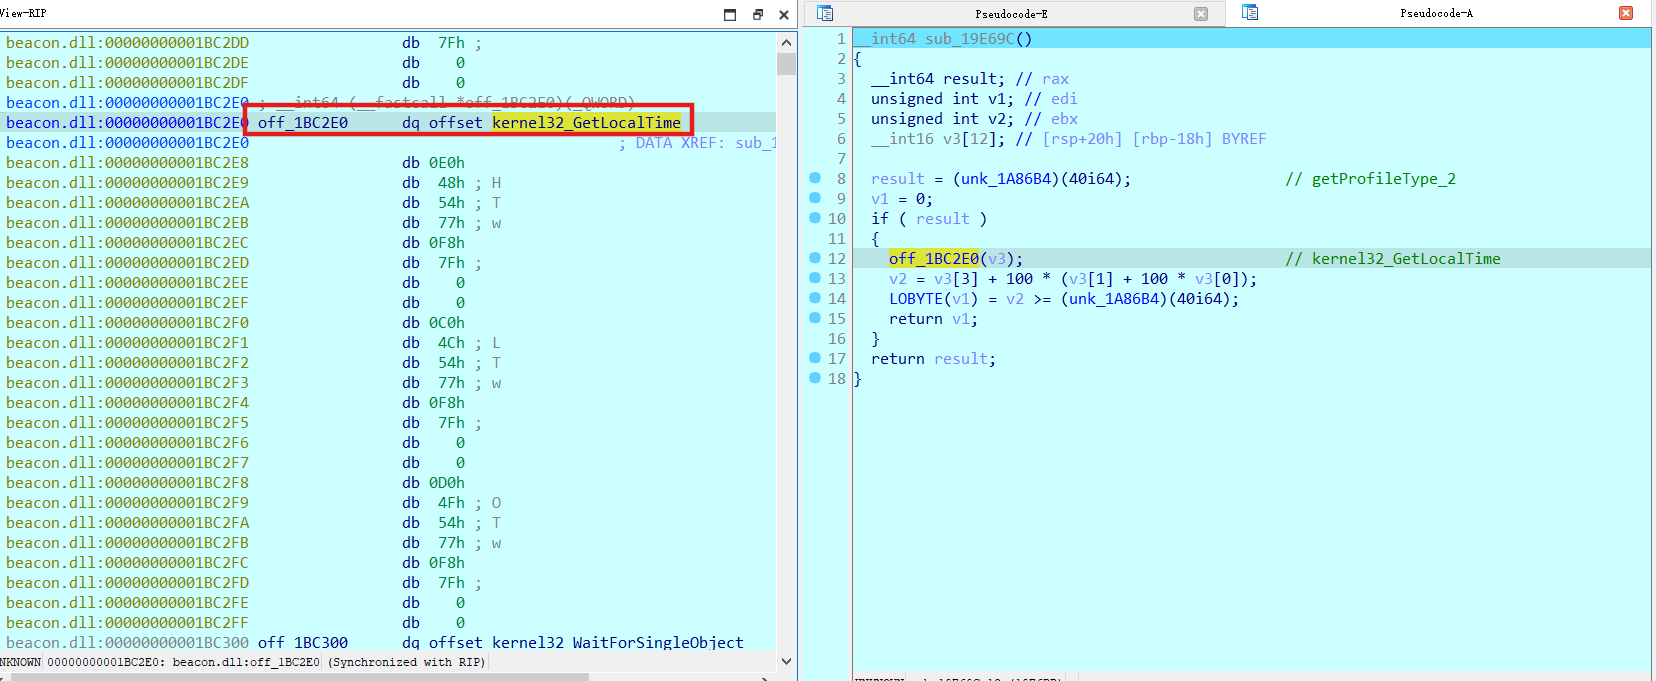 View-RIP
beacon.dll:00000000001BC2DD db 7Fh ;
beacon.dll:00000000001BC2DE db 0
beacon.dll:00000000001BC2DF db 0
beacon.dll:00000000001BC2E0 ; __int64 (__fastcall *off_1BC2E0)(_QWORD)
beacon.dll:00000000001BC2E0 off_1BC2E0 dq offset kernel32_GetLocalTime
beacon.dll:00000000001BC2E0 ; DATA XREF: sub_1
beacon.dll:00000000001BC2E8 db 0E0h
beacon.dll:00000000001BC2E9 db 48h ; H
beacon.dll:00000000001BC2EA db 54h ; T
beacon.dll:00000000001BC2EB db 77h ; w
beacon.dll:00000000001BC2EC db 0F8h
beacon.dll:00000000001BC2ED db 7Fh ;
beacon.dll:00000000001BC2EE db 0
beacon.dll:00000000001BC2EF db 0
beacon.dll:00000000001BC2F0 db 0C0h
beacon.dll:00000000001BC2F1 db 4Ch ; L
beacon.dll:00000000001BC2F2 db 54h ; T
beacon.dll:00000000001BC2F3 db 77h ; w
beacon.dll:00000000001BC2F4 db 0F8h
beacon.dll:00000000001BC2F5 db 7Fh ;
beacon.dll:00000000001BC2F6 db 0
beacon.dll:00000000001BC2F7 db 0
beacon.dll:00000000001BC2F8 db 0D0h
beacon.dll:00000000001BC2F9 db 4Fh ; O
beacon.dll:00000000001BC2FA db 54h ; T
beacon.dll:00000000001BC2FB db 77h ; w
beacon.dll:00000000001BC2FC db 0F8h
beacon.dll:00000000001BC2FD db 7Fh ;
beacon.dll:00000000001BC2FE db 0
beacon.dll:00000000001BC2FF db 0
beacon.dll:00000000001BC300 off_1BC300 dq offset kernel32_WaitForSingleObject
NKNOWN 00000000001BC2E0: beacon.dll:off_1BC2E0 (Synchronized with RIP)
Pseudocode-E
Pseudocode-A
1 __int64 sub_19E69C()
2 {
3 __int64 result; // rax
4 unsigned int v1; // edi
5 unsigned int v2; // ebx
6 __int16 v3[12]; // [rsp+20h] [rbp-18h] BYREF
7
8 result = (unk_1A86B4)(40i64); // getProfileType_2
9 v1 = 0;
10 if ( result )
11 {
12 off_1BC2E0(v3); // kernel32_GetLocalTime
13 v2 = v3[3] + 100 * (v3[1] + 100 * v3[0]);
14 LOBYTE(v1) = v2 >= (unk_1A86B4)(40i64);
15 return v1;
16 }
17 return result;
18 }